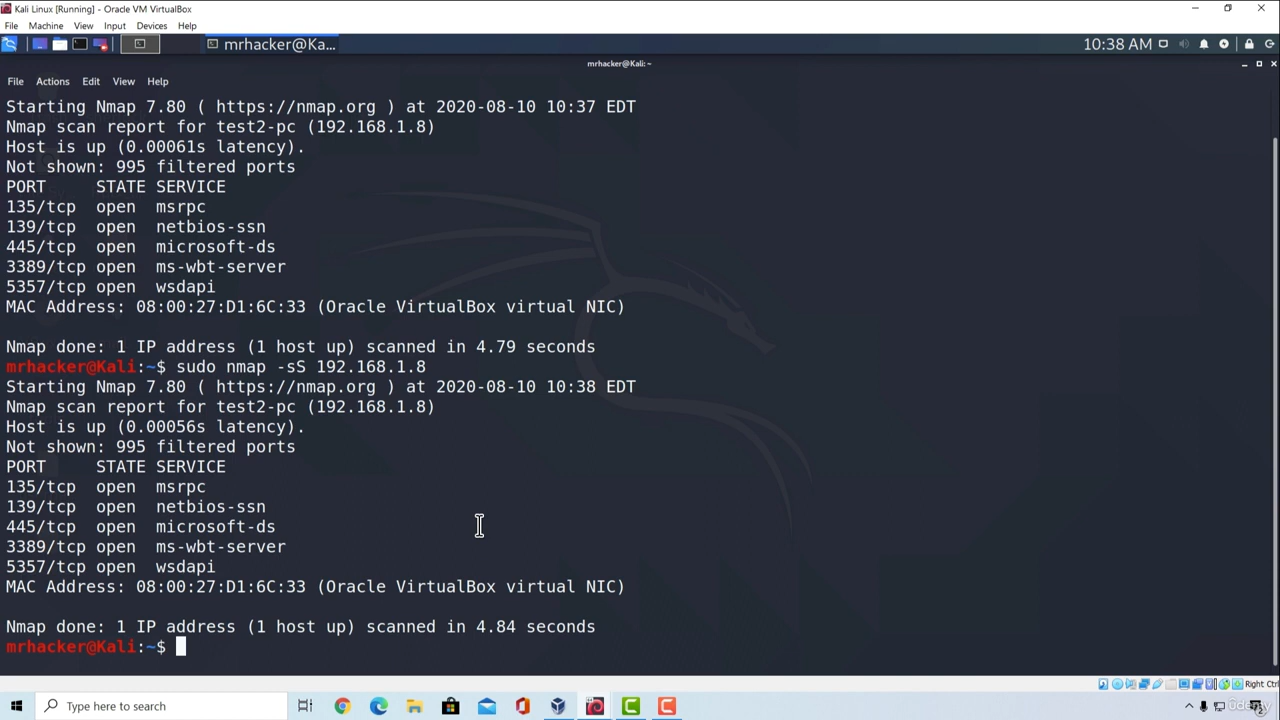 Kali Linux [Running] - Oracle VM VirtualBox
File Machine View Input Devices Help
mrhacker@Ka...
10:38 AM
mrhacker@Kali: ~
File Actions Edit View Help
Starting Nmap 7.80 ( https://nmap.org ) at 2020-08-10 10:37 EDT
Nmap scan report for test2-pc (192.168.1.8)
Host is up (0.00061s latency).
Not shown: 995 filtered ports
PORT     STATE SERVICE
135/tcp  open  msrpc
139/tcp  open  netbios-ssn
445/tcp  open  microsoft-ds
3389/tcp open  ms-wbt-server
5357/tcp open  wsdapi
MAC Address: 08:00:27:D1:6C:33 (Oracle VirtualBox virtual NIC)
Nmap done: 1 IP address (1 host up) scanned in 4.79 seconds
mrhacker@Kali:~$ sudo nmap -sS 192.168.1.8
Starting Nmap 7.80 ( https://nmap.org ) at 2020-08-10 10:38 EDT
Nmap scan report for test2-pc (192.168.1.8)
Host is up (0.00056s latency).
Not shown: 995 filtered ports
PORT     STATE SERVICE
135/tcp  open  msrpc
139/tcp  open  netbios-ssn
445/tcp  open  microsoft-ds
3389/tcp open  ms-wbt-server
5357/tcp open  wsdapi
MAC Address: 08:00:27:D1:6C:33 (Oracle VirtualBox virtual NIC)
Nmap done: 1 IP address (1 host up) scanned in 4.84 seconds
mrhacker@Kali:~$
Right Ctrl
Type here to search
Udemy